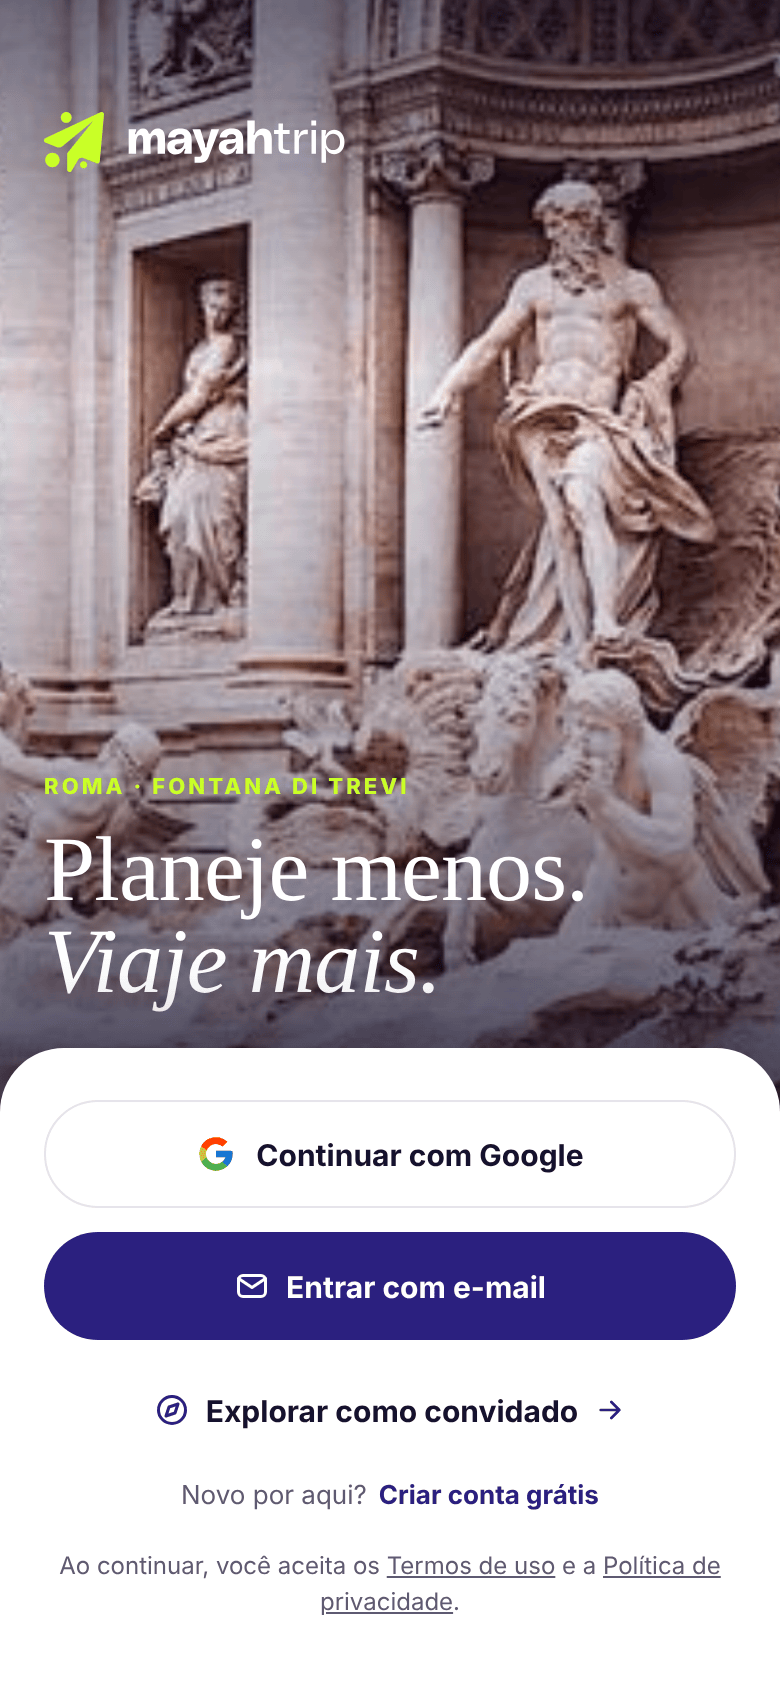 mayahtrip
ROMA · FONTANA DI TREVI
Planeje menos.
Viaje mais.
Continuar com Google
Entrar com e-mail
Explorar como convidado →
Novo por aqui? Criar conta grátis
Ao continuar, você aceita os Termos de uso e a Política de
privacidade.